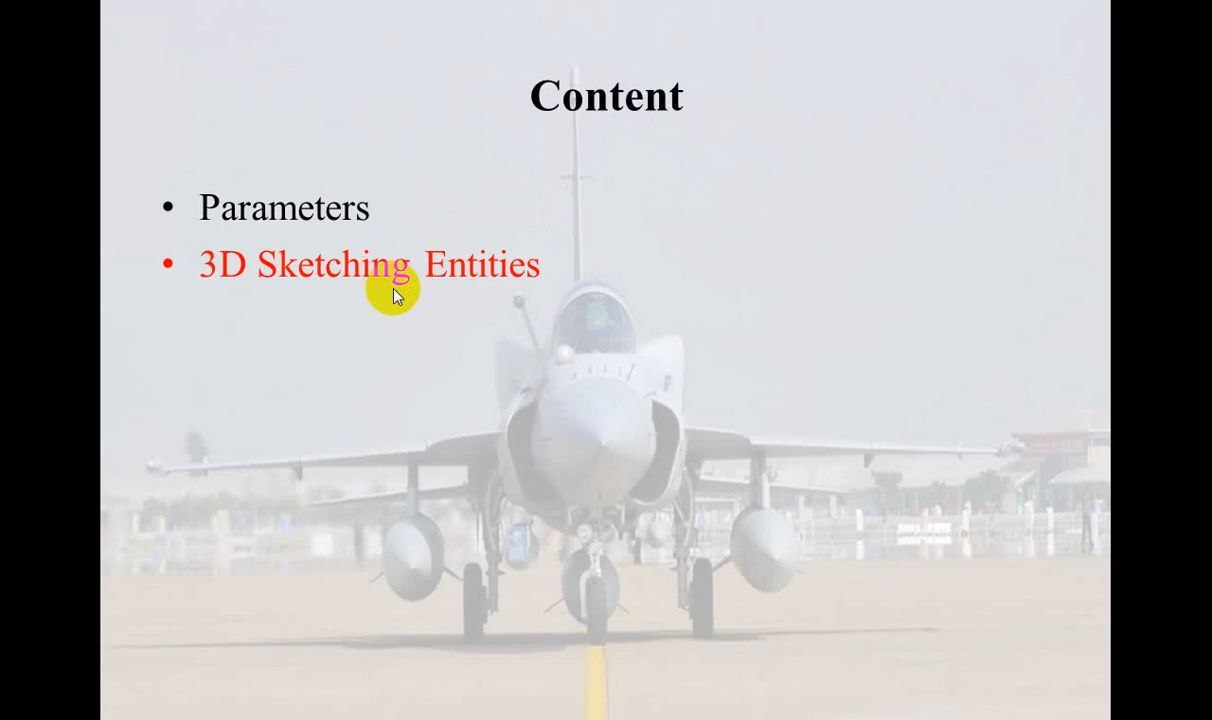 Content
• Parameters
• 3D Sketching Entities